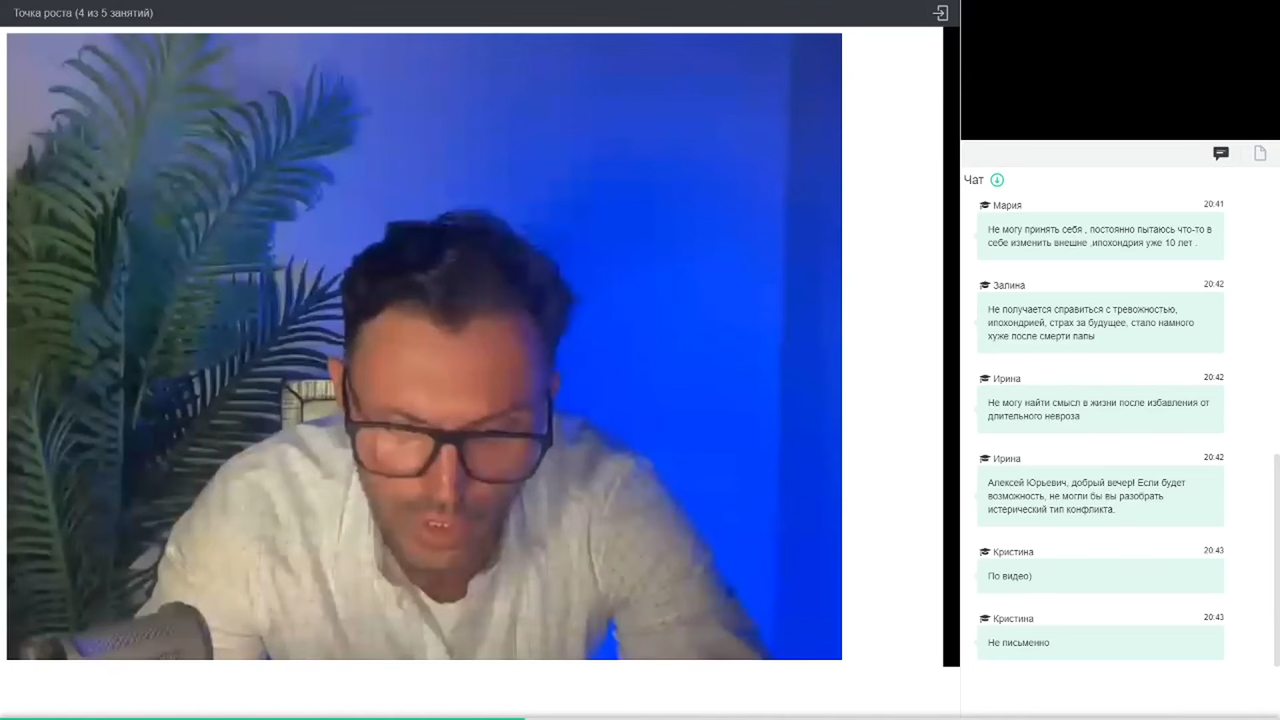 Точка роста (4 из 5 занятий)
Чат
Мария 20:41
Не могу принять себя , постоянно пытаюсь что-то в
себе изменить внешне .ипохондрия уже 10 лет .
Залина 20:42
Не получается справиться с тревожностью,
ипохондрией, страх за будущее, стало намного
хуже после смерти папы
Ирина 20:42
Не могу найти смысл в жизни после избавления от
длительного невроза
Ирина 20:42
Алексей Юрьевич, добрый вечер! Если будет
возможность, не могли бы вы разобрать
истерический тип конфликта.
Кристина 20:43
По видео)
Кристина 20:43
Не письменно